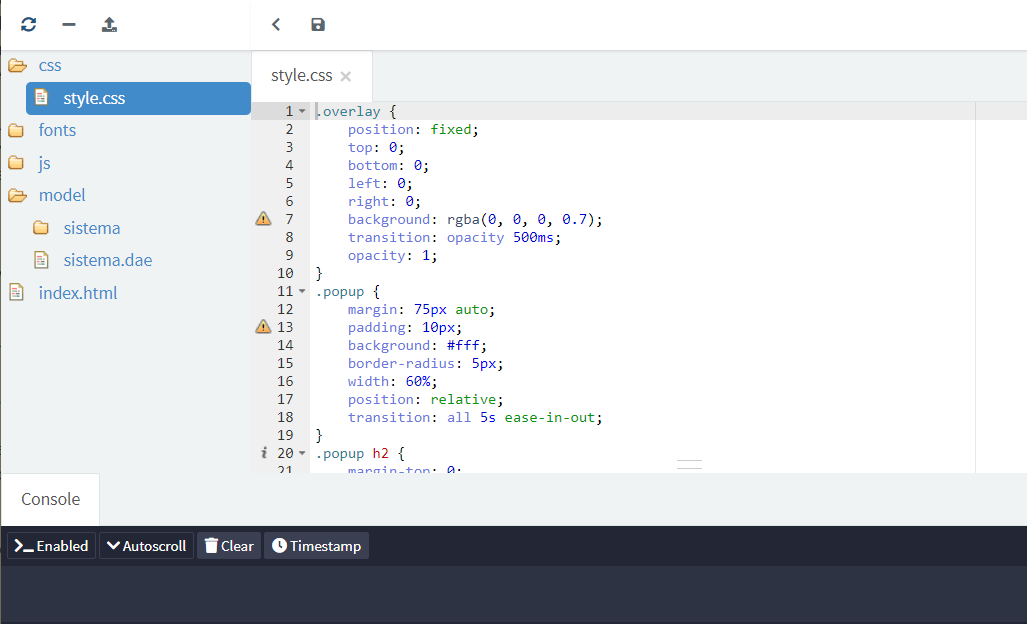 css
style.css
fonts
js
model
sistema
sistema.dae
index.html
style.css ×
1 .overlay {
2 position: fixed;
3 top: 0;
4 bottom: 0;
5 left: 0;
6 right: 0;
7 background: rgba(0, 0, 0, 0.7);
8 transition: opacity 500ms;
9 opacity: 1;
10 }
11 .popup {
12 margin: 75px auto;
13 padding: 10px;
14 background: #fff;
15 border-radius: 5px;
16 width: 60%;
17 position: relative;
18 transition: all 5s ease-in-out;
19 }
i 20 .popup h2 {
21 margin-top: 0;
Console
Enabled Autoscroll Clear Timestamp